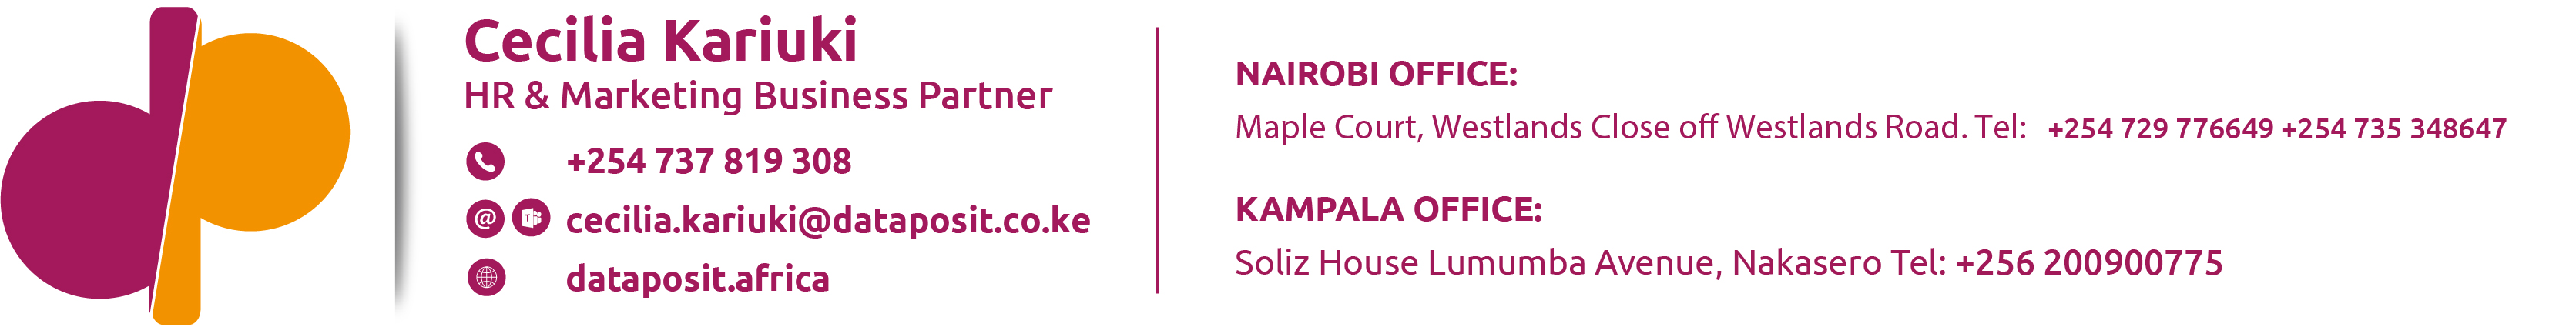 Cecilia Kariuki
HR & Marketing Business Partner
+254 737 819 308
cecilia.kariuki@dataposit.co.ke
dataposit.africa
NAIROBI OFFICE:
Maple Court, Westlands Close off Westlands Road. Tel: +254 729 776649 +254 735 348647
KAMPALA OFFICE:
Soliz House Lumumba Avenue, Nakasero Tel: +256 200900775